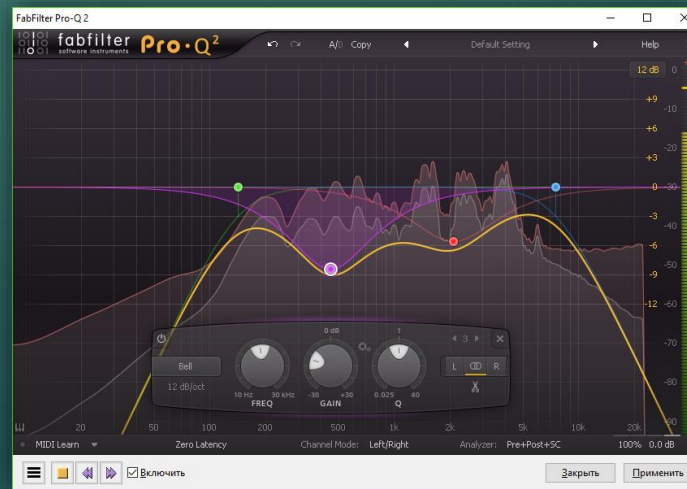 FabFilter Pro-Q 2
fabfilter Pro·Q²
software instruments
A/B Copy Default Setting Help
12 dB 0
+9 -10
+6
-20
+3
0 -30
-3
-40
-6
-50
-9
-12 -60
-70
-80
-90
0 dB 1
3
Bell
12 dB/oct
L R
10 Hz 30 kHz -30 +30 0.025 40
FREQ GAIN Q
20 50 100 200 500 1k 2k 5k 10k 20k
MIDI Learn Zero Latency Channel Mode: Left/Right Analyzer: Pre+Post+SC 100% 0.0 dB
Включить Закрыть Применить